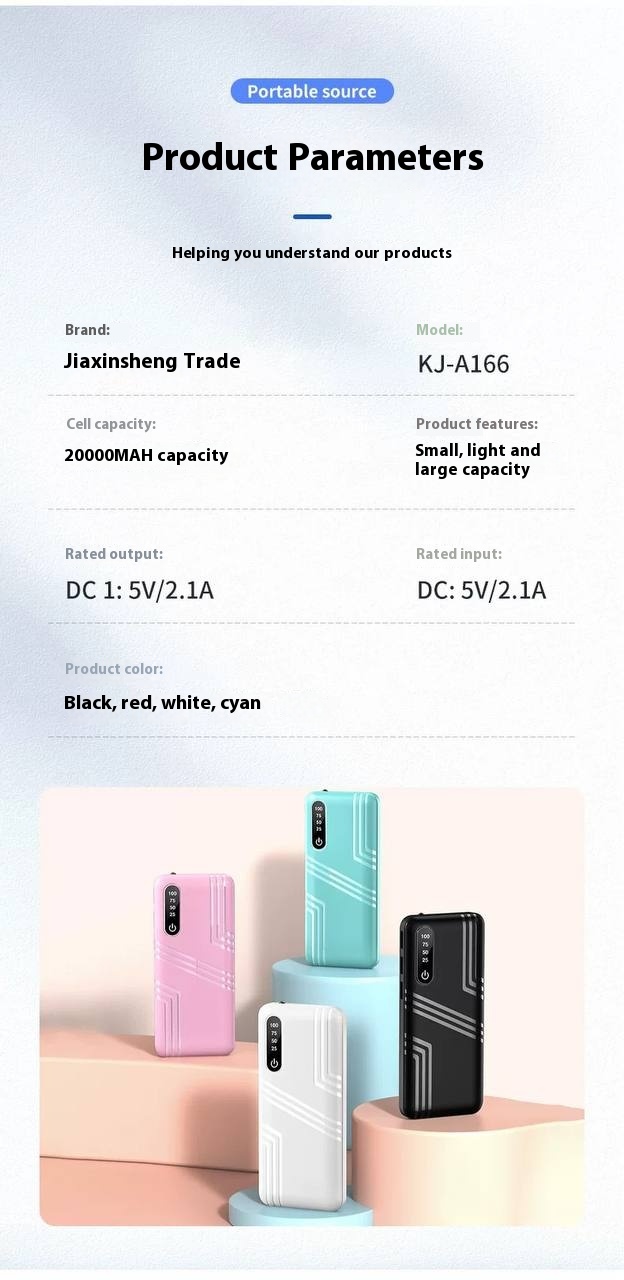 Portable source
Product Parameters
Helping you understand our products
Brand:
Model:
Jiaxinsheng Trade
KJ-A166
Cell capacity:
Product features:
20000MAH capacity
Small, light and
large capacity
Rated output:
Rated input:
DC 1: 5V/2.1A
DC: 5V/2.1A
Product color:
Black, red, white, cyan
100
75
50
25
100
75
50
25
100
75
50
25
100
75
50
25